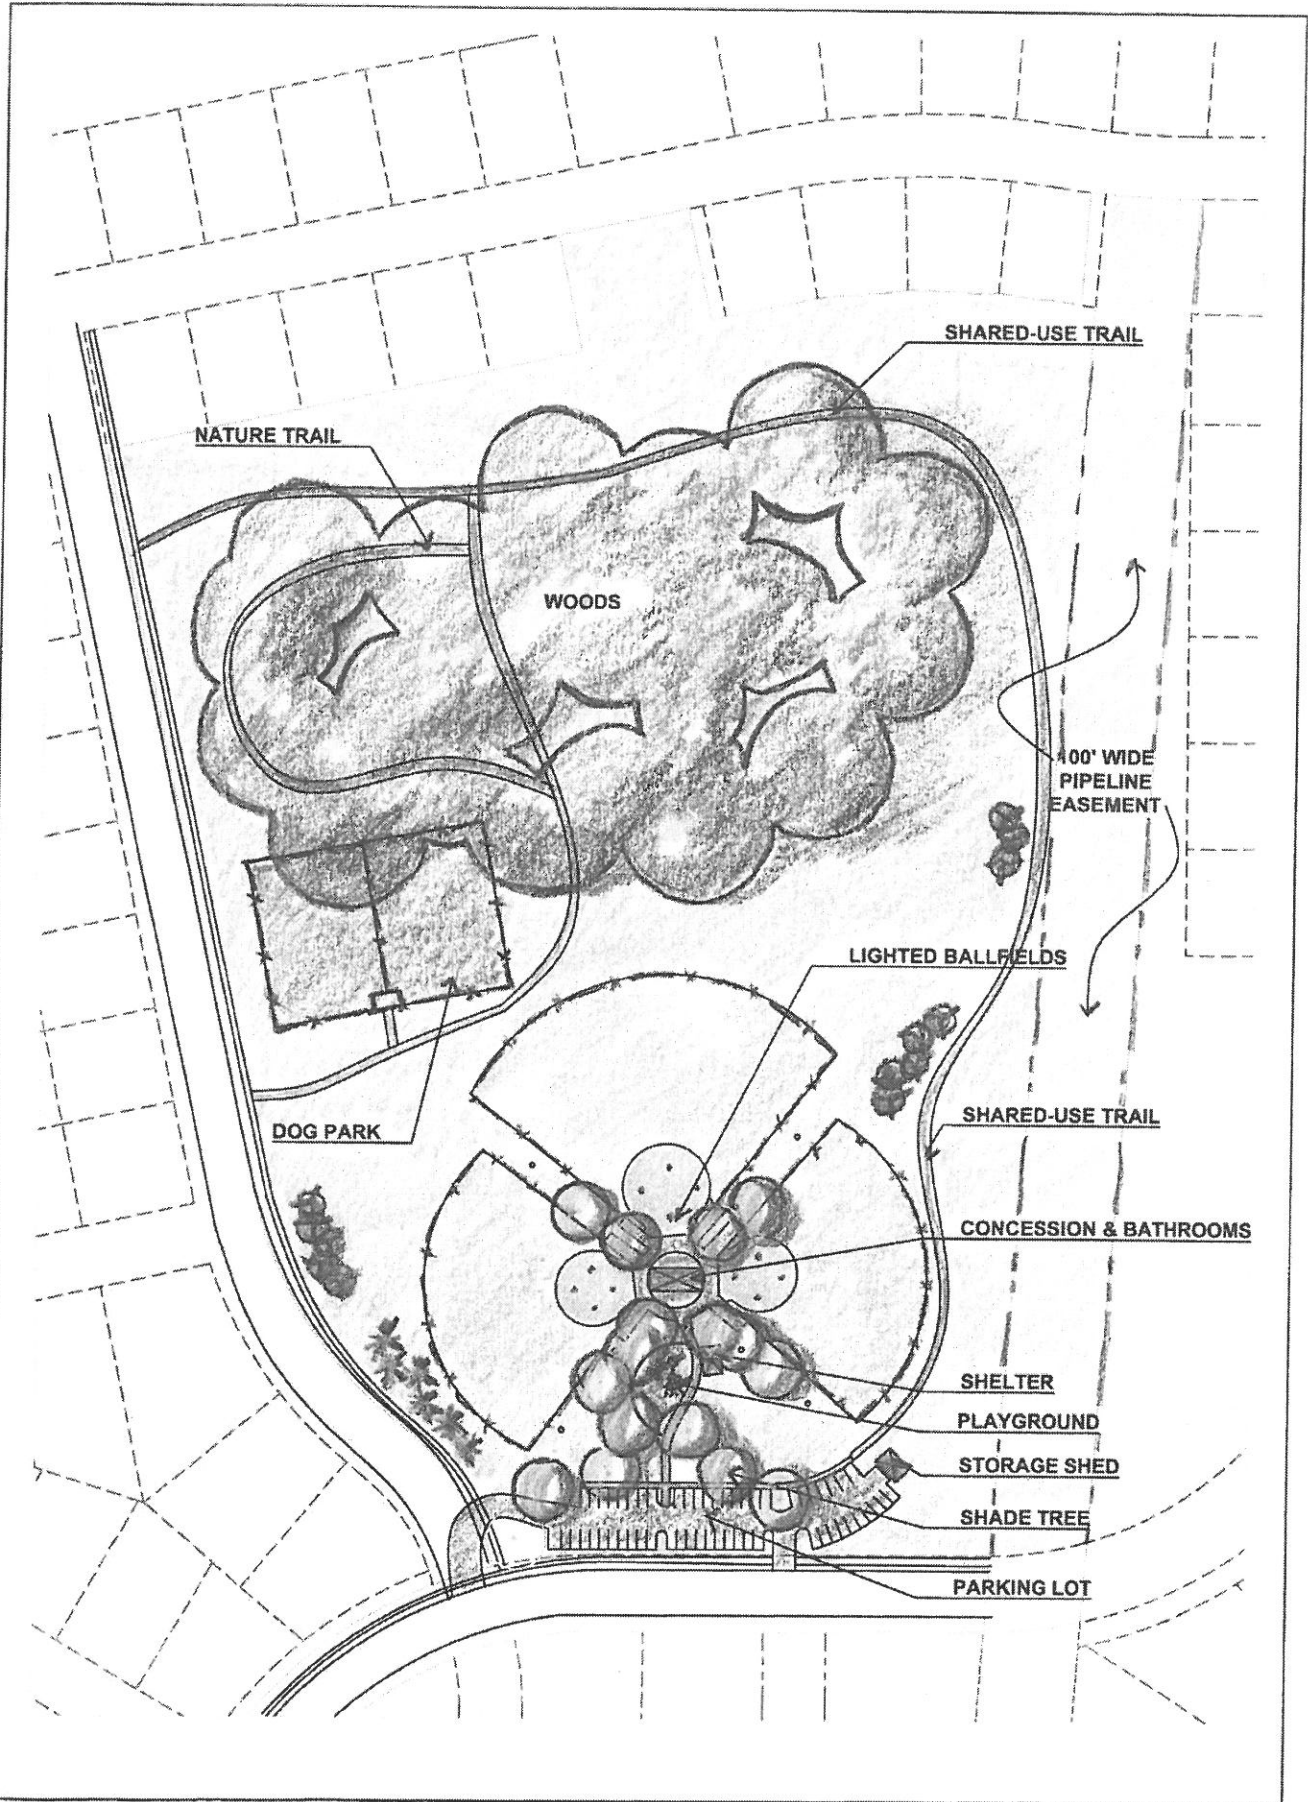 SHARED-USE TRAIL
NATURE TRAIL
WOODS
100' WIDE
PIPELINE
EASEMENT
LIGHTED BALLFIELDS
DOG PARK
SHARED-USE TRAIL
CONCESSION & BATHROOMS
SHELTER
PLAYGROUND
STORAGE SHED
SHADE TREE
PARKING LOT